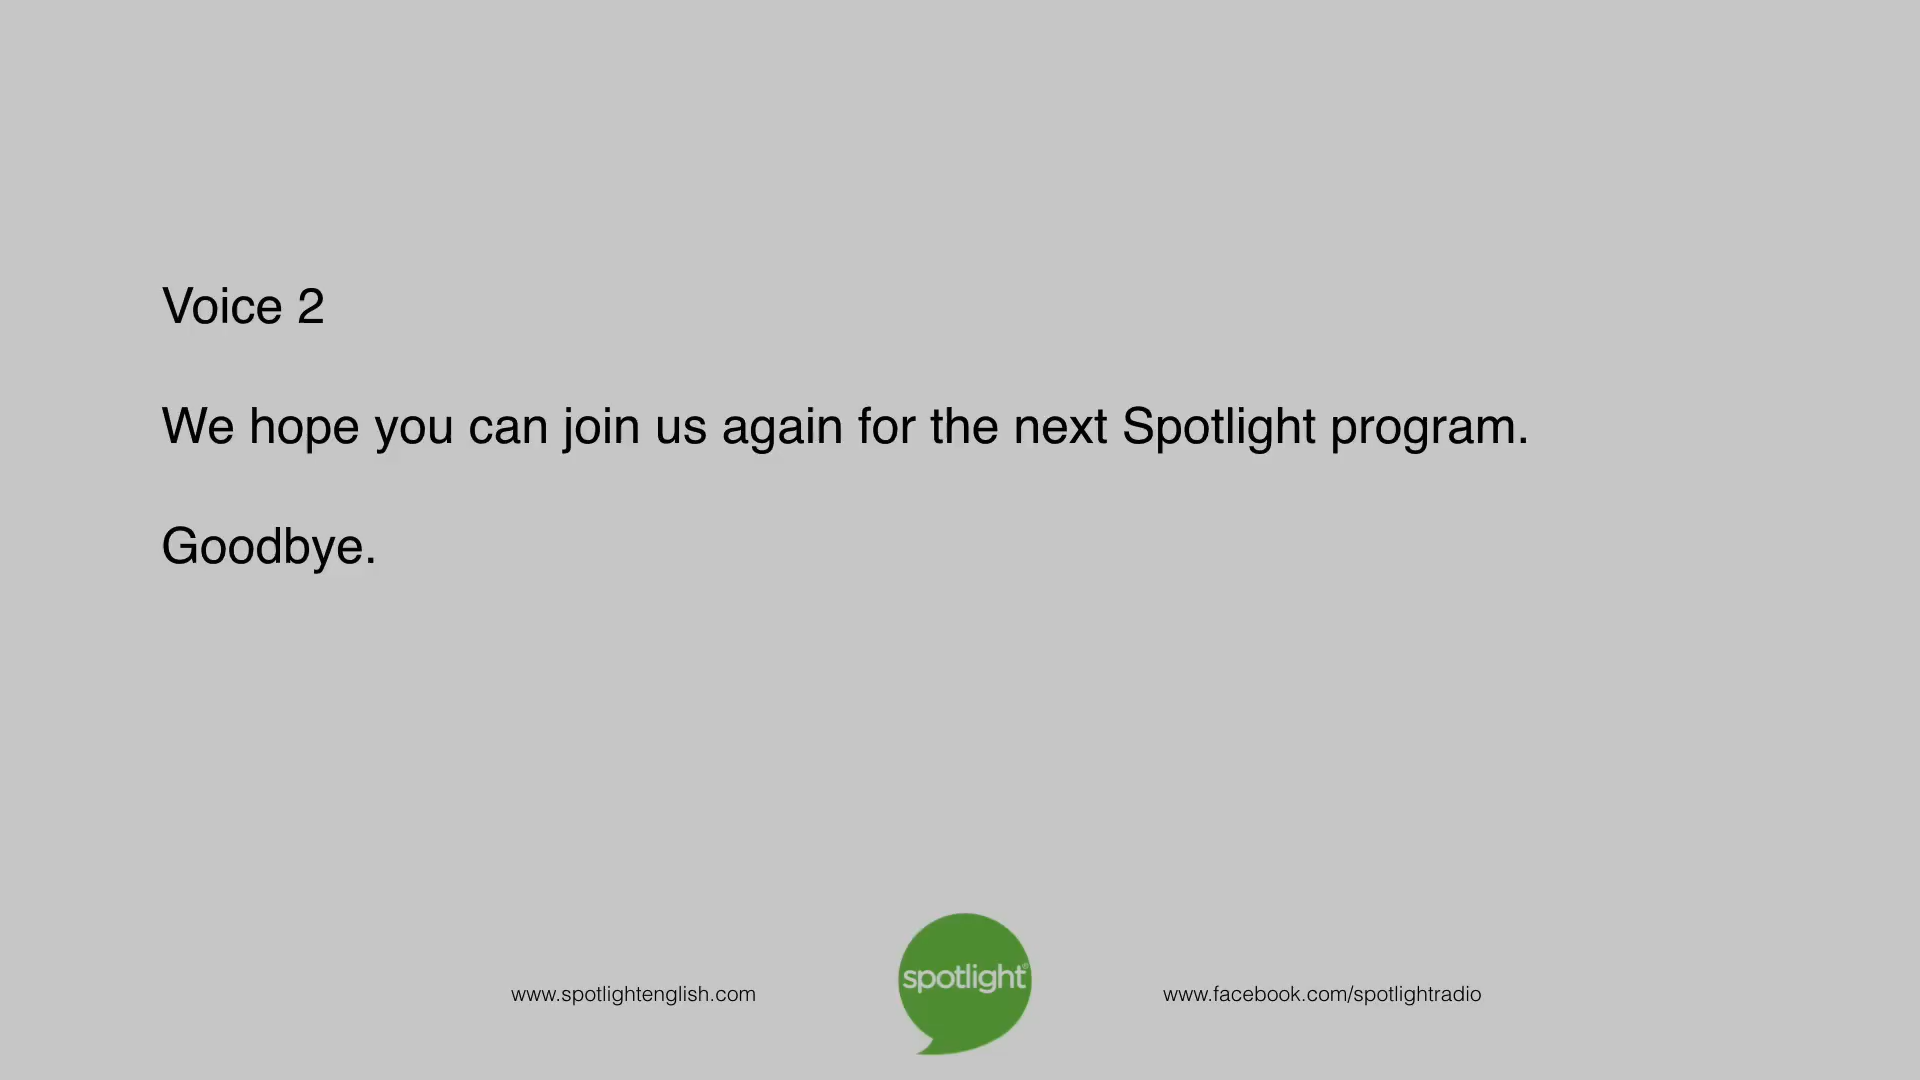 Voice 2
We hope you can join us again for the next Spotlight program.
Goodbye.
www.spotlightenglish.com
spotlight®
www.facebook.com/spotlightradio